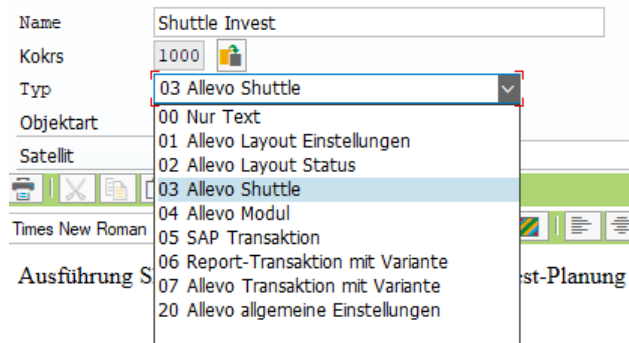 Name Shuttle Invest
Kokrs 1000
Typ 03 Allevo Shuttle
Objektart
00 Nur Text
01 Allevo Layout Einstellungen
Satellit
02 Allevo Layout Status
03 Allevo Shuttle
04 Allevo Modul
Times New Roman
05 SAP Transaktion
06 Report-Transaktion mit Variante
Ausführung S
st-Planung
07 Allevo Transaktion mit Variante
20 Allevo allgemeine Einstellungen